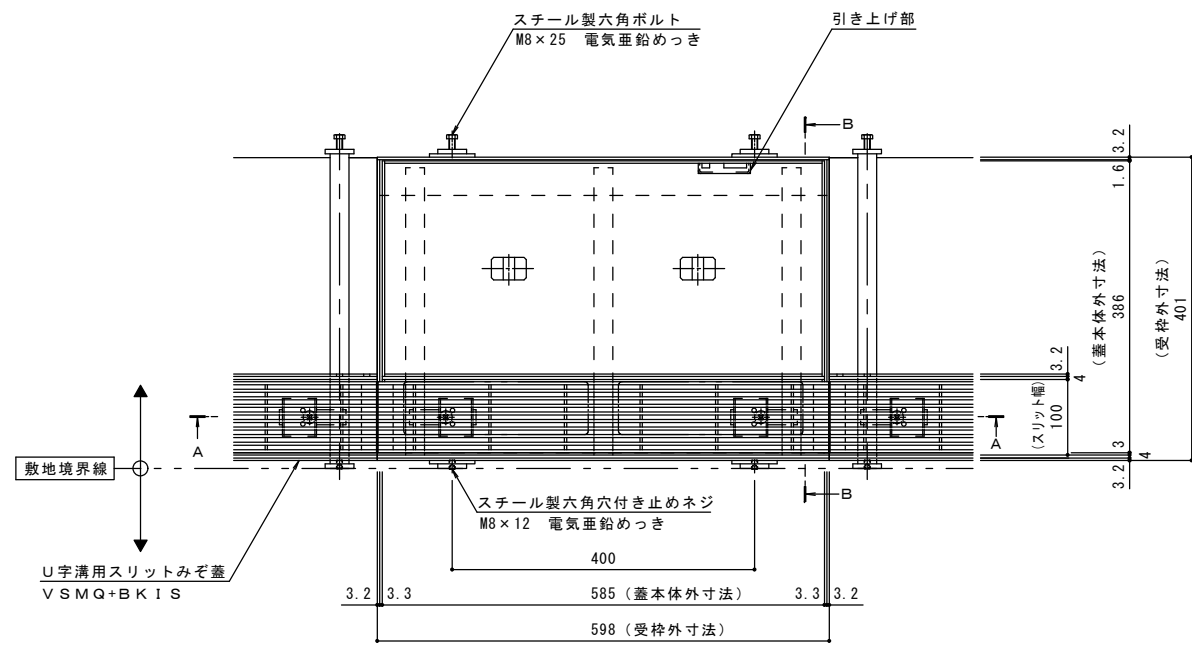 スチール製六角ボルト
M8×25 電気亜鉛めっき
引き上げ部
B
3.2
1.6
386
(蓋本体外寸法)
401
(受枠外寸法)
3.2
4
100
(スリット幅)
3
4
3.2
A
A
敷地境界線
B
スチール製六角穴付き止めネジ
M8×12 電気亜鉛めっき
400
U字溝用スリットみぞ蓋
VSMQ+BKIS
3.2
3.3
585 (蓋本体外寸法)
3.3
3.2
598 (受枠外寸法)